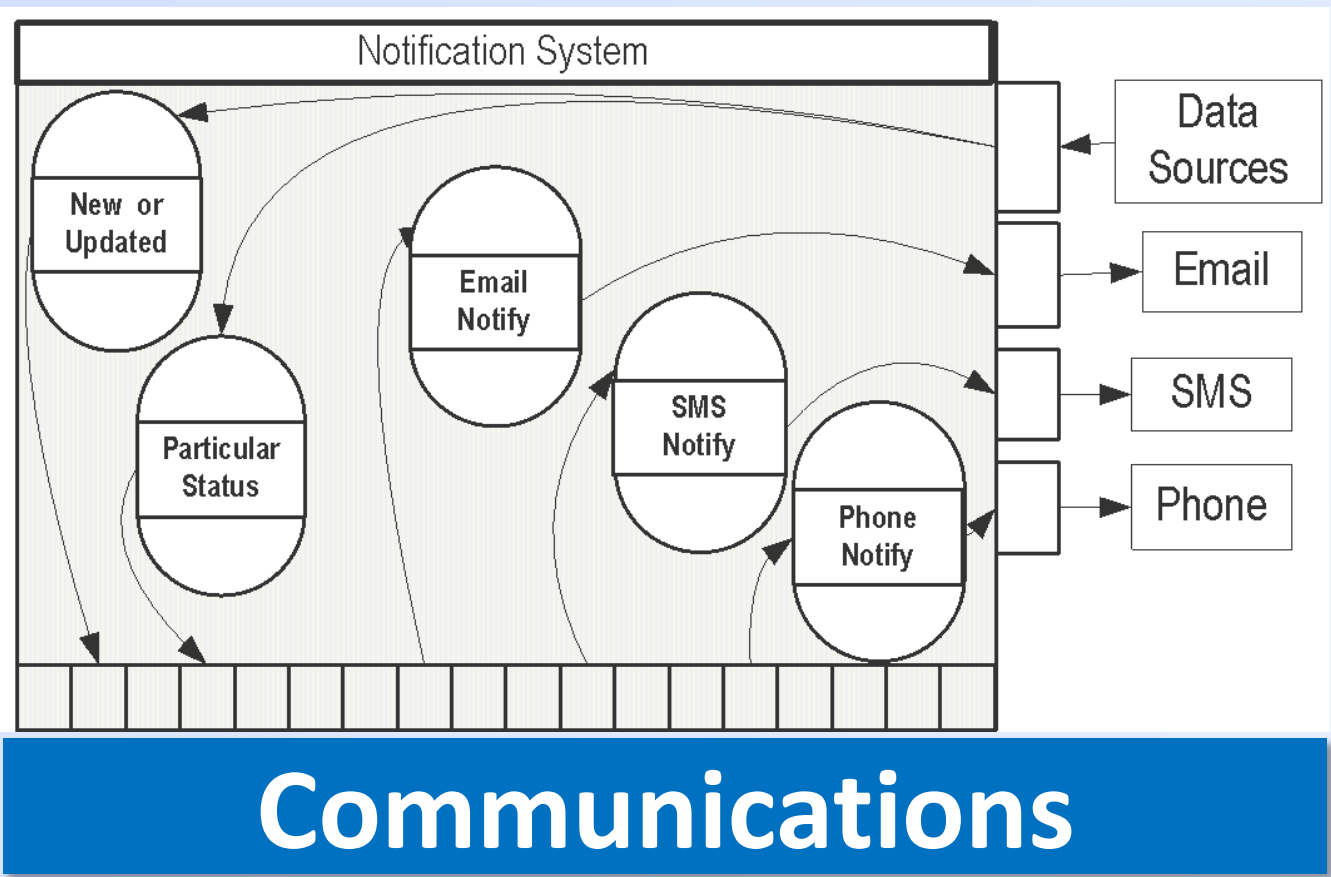 Notification System
Data
Sources
New or
Updated
Email
Notify
Email
SMS
Notify
SMS
Particular
Status
Phone
Notify
Phone
Communications